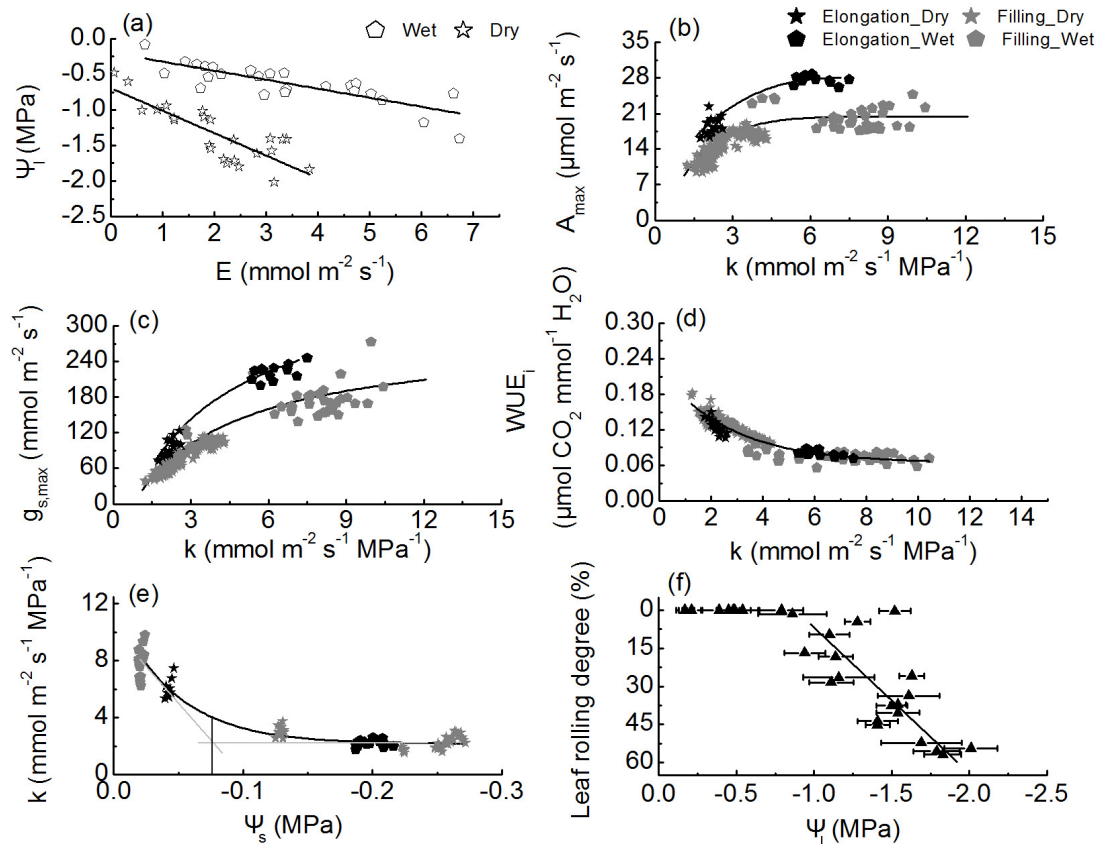 (a)
Wet
Dry
Ψl (MPa)
0.0
-0.5
-1.0
-1.5
-2.0
-2.5
0 1 2 3 4 5 6 7
E (mmol m-2 s-1)
Elongation_Dry
Filling_Dry
Elongation_Wet
Filling_Wet
(b)
Amax (μmol m-2 s-1)
35
28
21
14
7
0
0 3 6 9 12 15
k (mmol m-2 s-1 MPa-1)
(c)
gs,max (mmol m-2 s-1)
300
240
180
120
60
0
0 3 6 9 12 15
k (mmol m-2 s-1 MPa-1)
(d)
WUEi
(μmol CO2 mmol-1 H2O)
0.30
0.24
0.18
0.12
0.06
0.00
0 2 4 6 8 10 12 14
k (mmol m-2 s-1 MPa-1)
(e)
k (mmol m-2 s-1 MPa-1)
12
8
4
0
0.0 -0.1 -0.2 -0.3
Ψs (MPa)
(f)
Leaf rolling degree (%)
0
15
30
45
60
0.0 -0.5 -1.0 -1.5 -2.0 -2.5
Ψl (MPa)